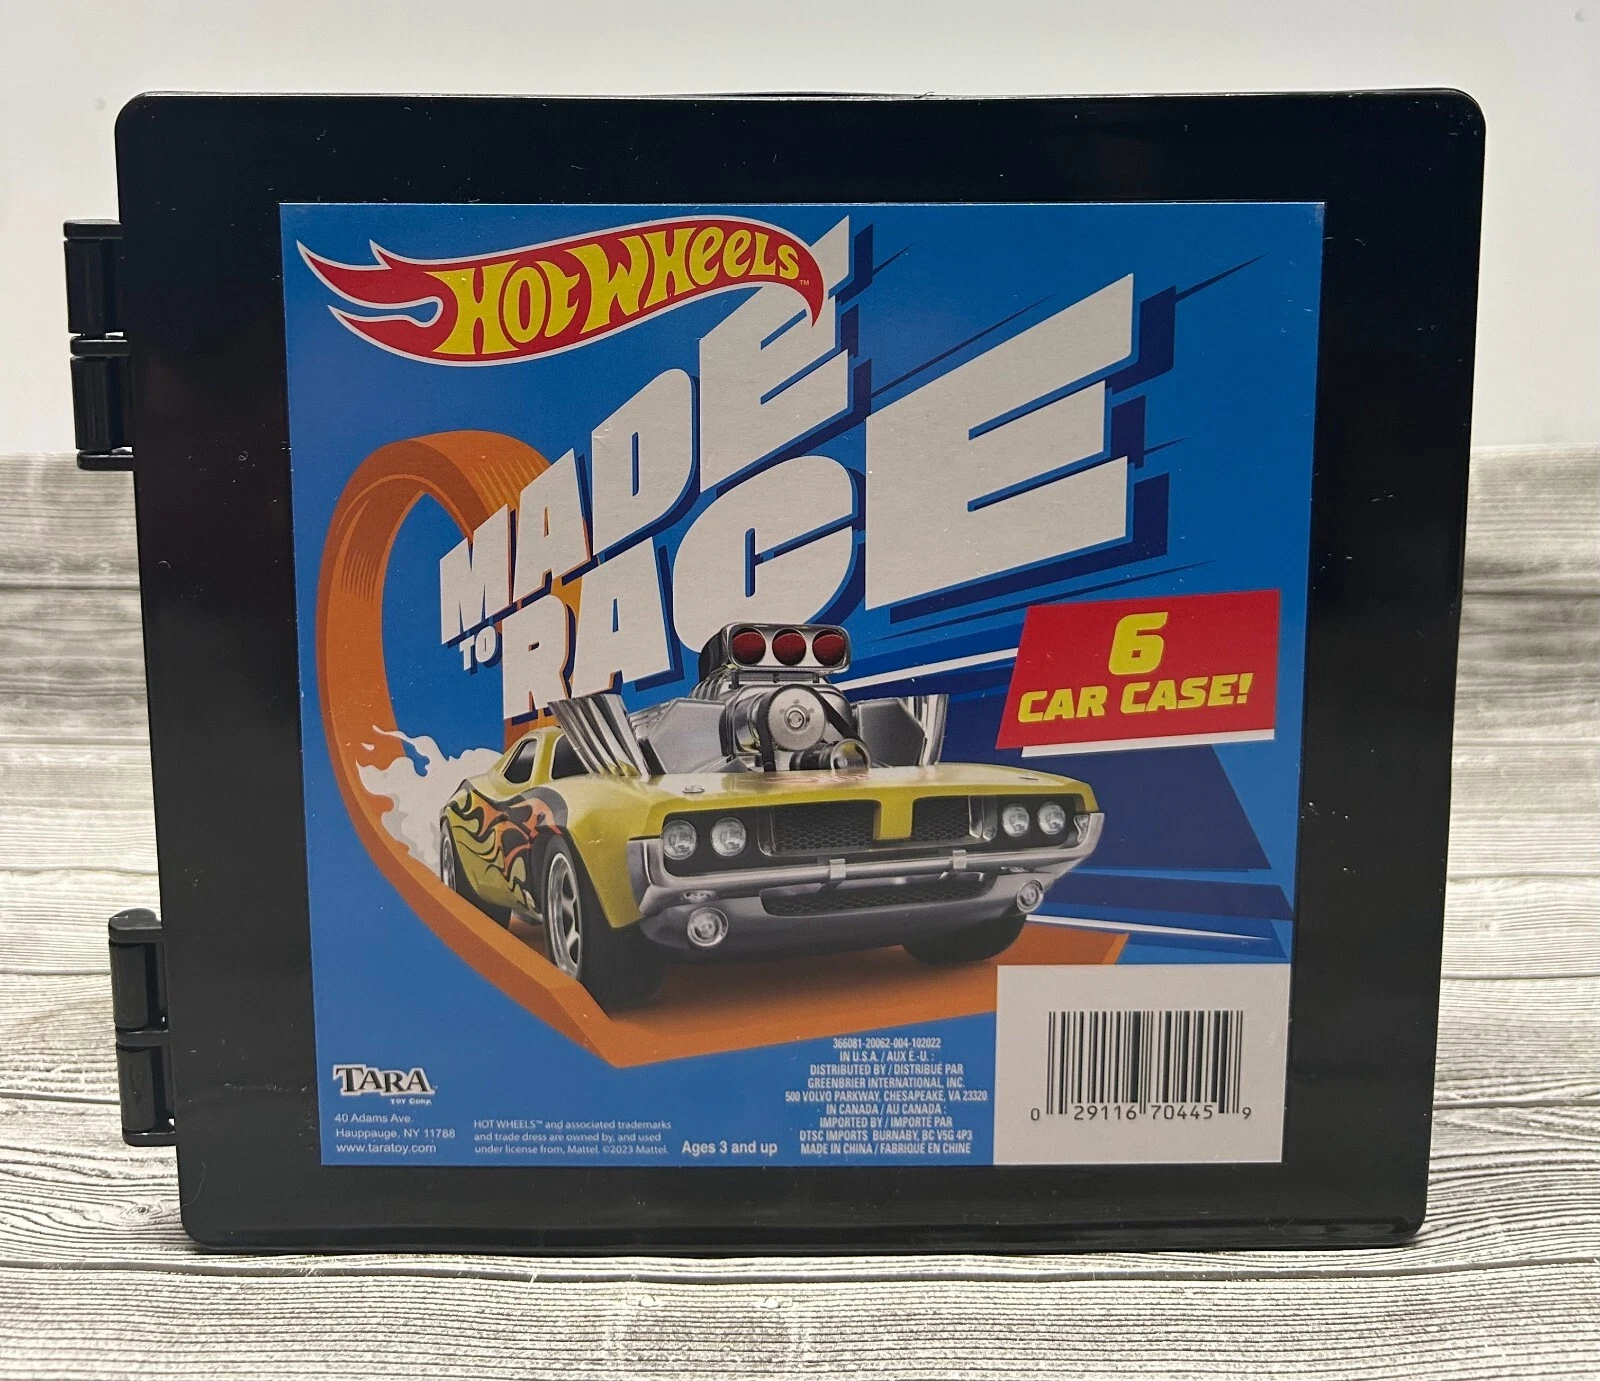 HOT WHEELS™
MADE
TO
RACE
6
CAR CASE!
TARA
TOY CORP.
40 Adams Ave.
Hauppauge, NY 11788
www.taratoy.com
HOT WHEELS™ and associated trademarks
and trade dress are owned by, and used
under license from, Mattel. ©2023 Mattel.
Ages 3 and up
366081-20062-004-102022
IN U.S.A. / AUX É.-U. :
DISTRIBUTED BY / DISTRIBUÉ PAR
GREENBRIER INTERNATIONAL, INC.
500 VOLVO PARKWAY, CHESAPEAKE, VA 23320
IN CANADA / AU CANADA :
IMPORTED BY / IMPORTÉ PAR
DTSC IMPORTS BURNABY, BC V5G 4P3
MADE IN CHINA / FABRIQUÉ EN CHINE
0 29116 70445 9